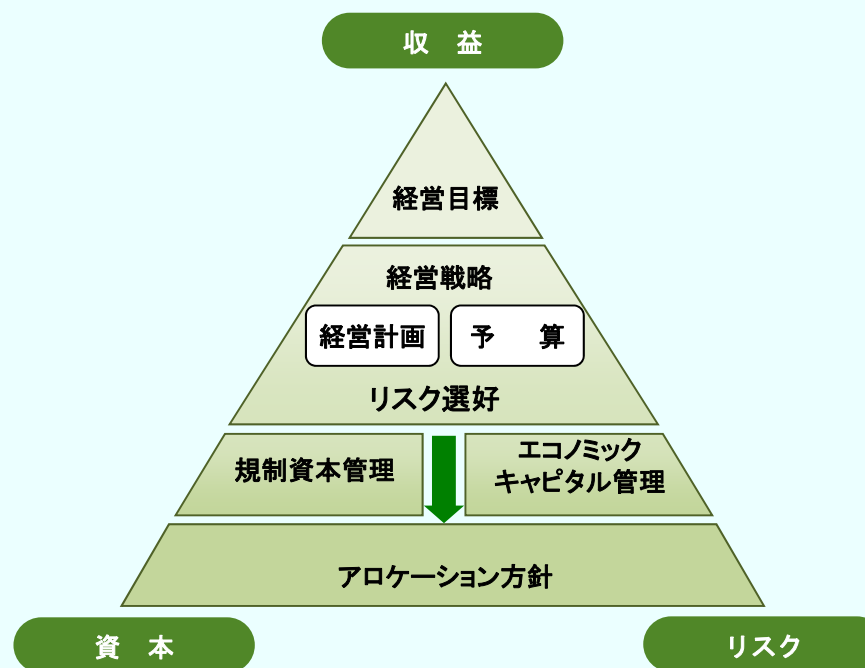 収　益
経営目標
経営戦略
経営計画
予　算
リスク選好
規制資本管理
エコノミック
キャピタル管理
アロケーション方針
資　本
リスク